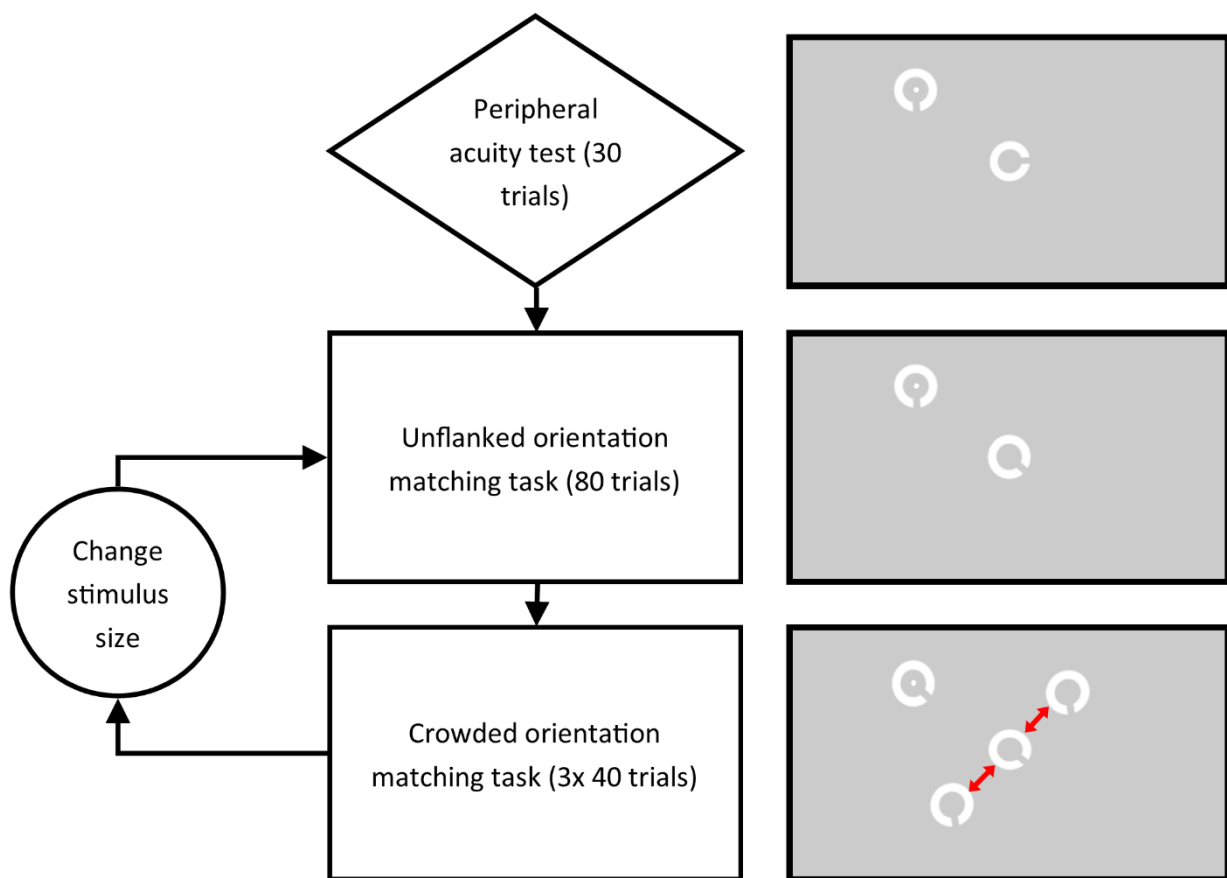 Peripheral
acuity test (30
trials)
Unflanked orientation
matching task (80 trials)
Change
stimulus
size
Crowded orientation
matching task (3x 40 trials)